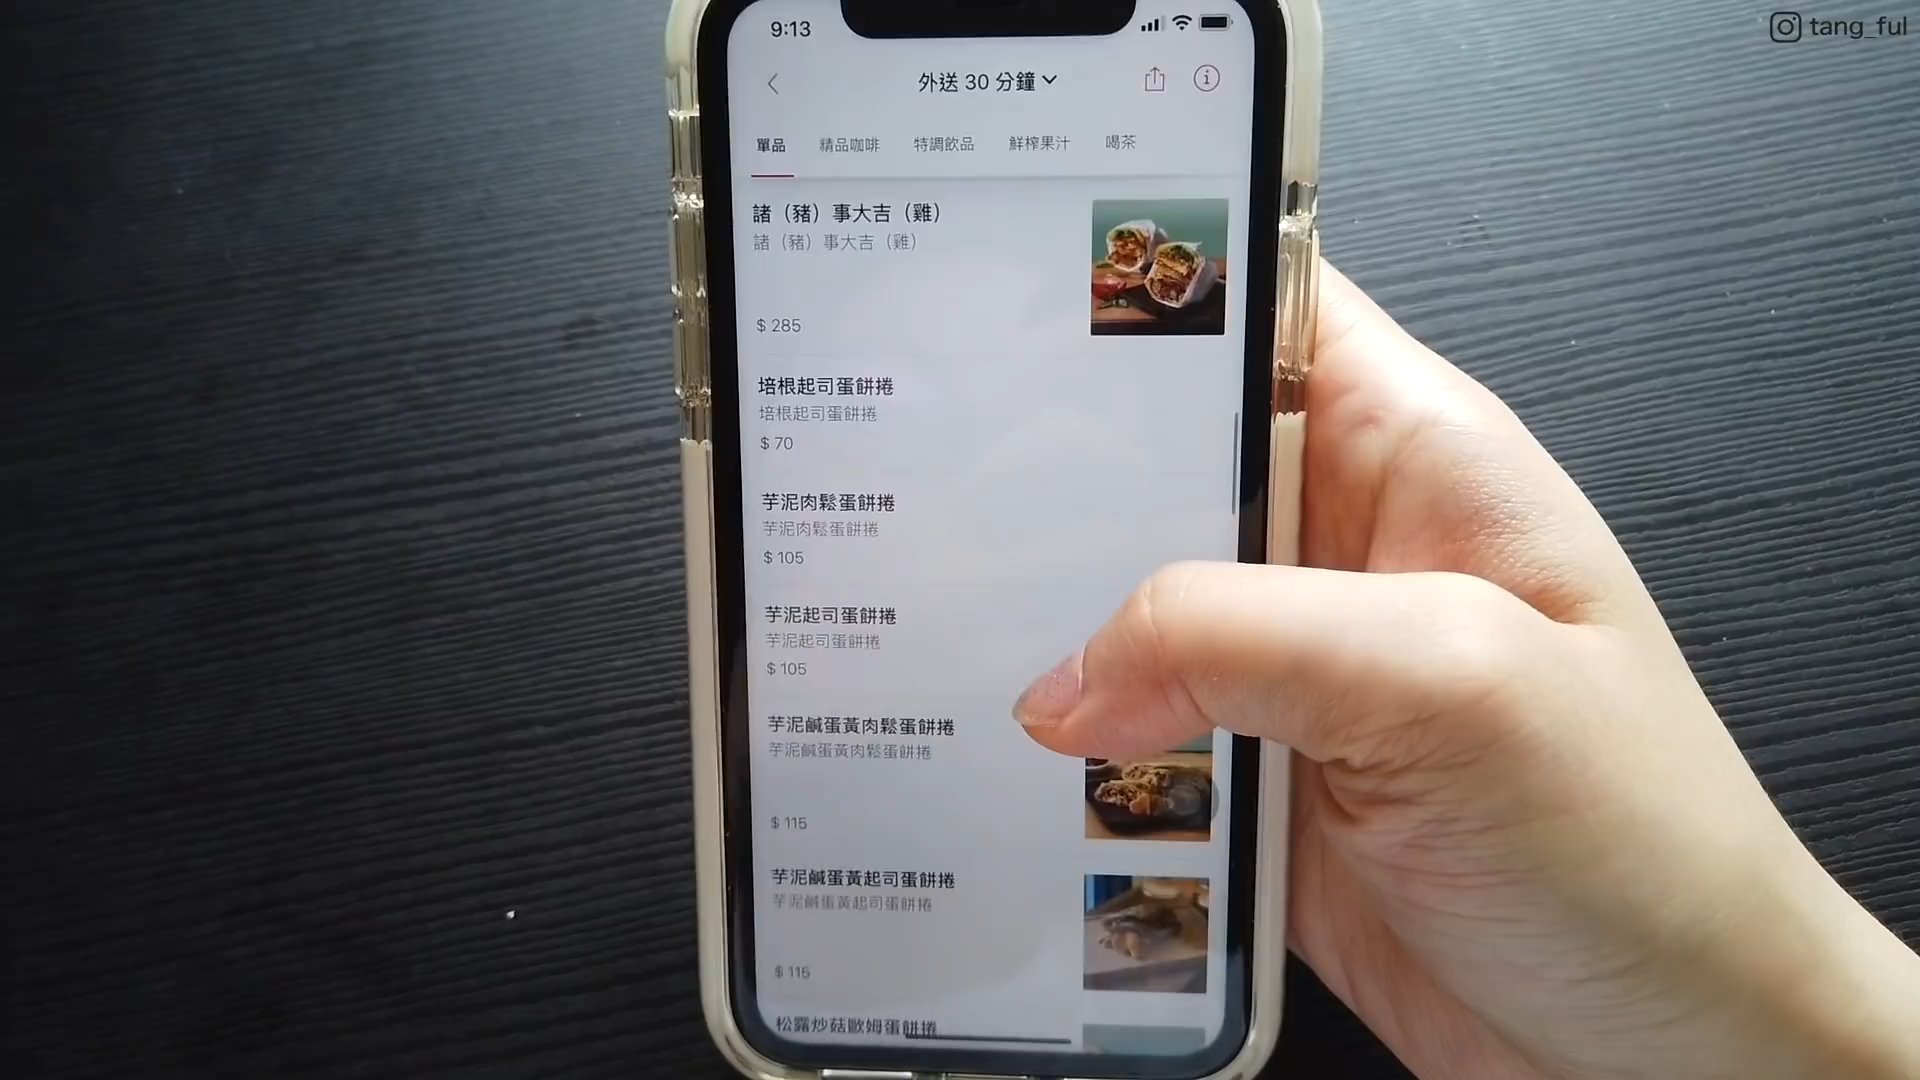 tang_ful
9:13
外送 30 分鐘
單品 精品咖啡 特調飲品 鮮榨果汁 喝茶
諸（豬）事大吉（雞）
諸（豬）事大吉（雞）
$ 285
培根起司蛋餅捲
培根起司蛋餅捲
$ 70
芋泥肉鬆蛋餅捲
芋泥肉鬆蛋餅捲
$ 105
芋泥起司蛋餅捲
芋泥起司蛋餅捲
$ 105
芋泥鹹蛋黃肉鬆蛋餅捲
芋泥鹹蛋黃肉鬆蛋餅捲
$ 115
芋泥鹹蛋黃起司蛋餅捲
芋泥鹹蛋黃起司蛋餅捲
$ 115
松露炒菇歐姆蛋餅捲